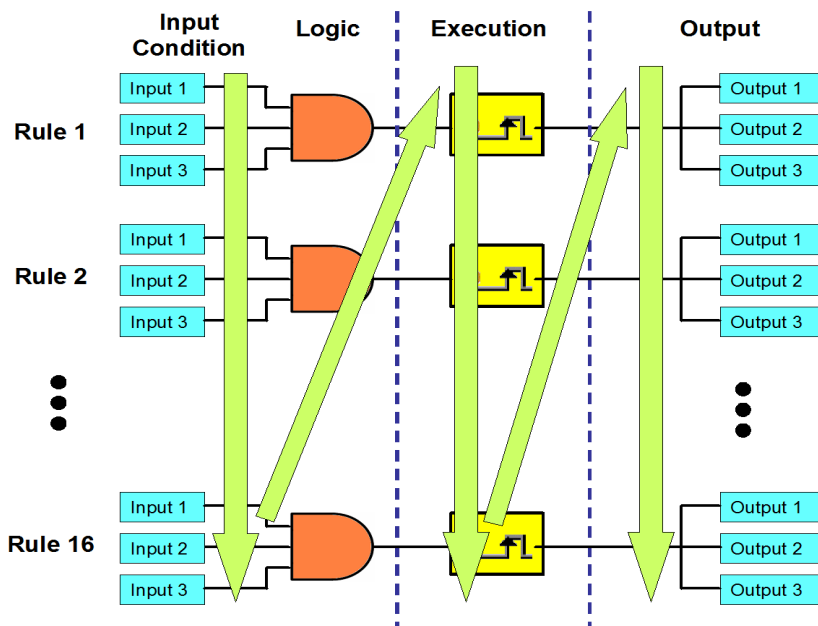 Input
Condition
Logic
Execution
Output
Rule 1
Input 1
Input 2
Input 3
Output 1
Output 2
Output 3
Rule 2
Input 1
Input 2
Input 3
Output 1
Output 2
Output 3
Rule 16
Input 1
Input 2
Input 3
Output 1
Output 2
Output 3